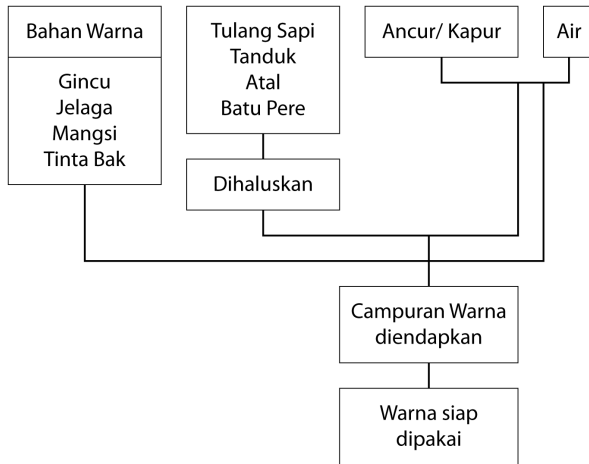 Bahan Warna
Gincu
Jelaga
Mangsi
Tinta Bak
Tulang Sapi
Tanduk
Atal
Batu Pere
Dihaluskan
Ancur/ Kapur
Air
Campuran Warna
diendapkan
Warna siap
dipakai